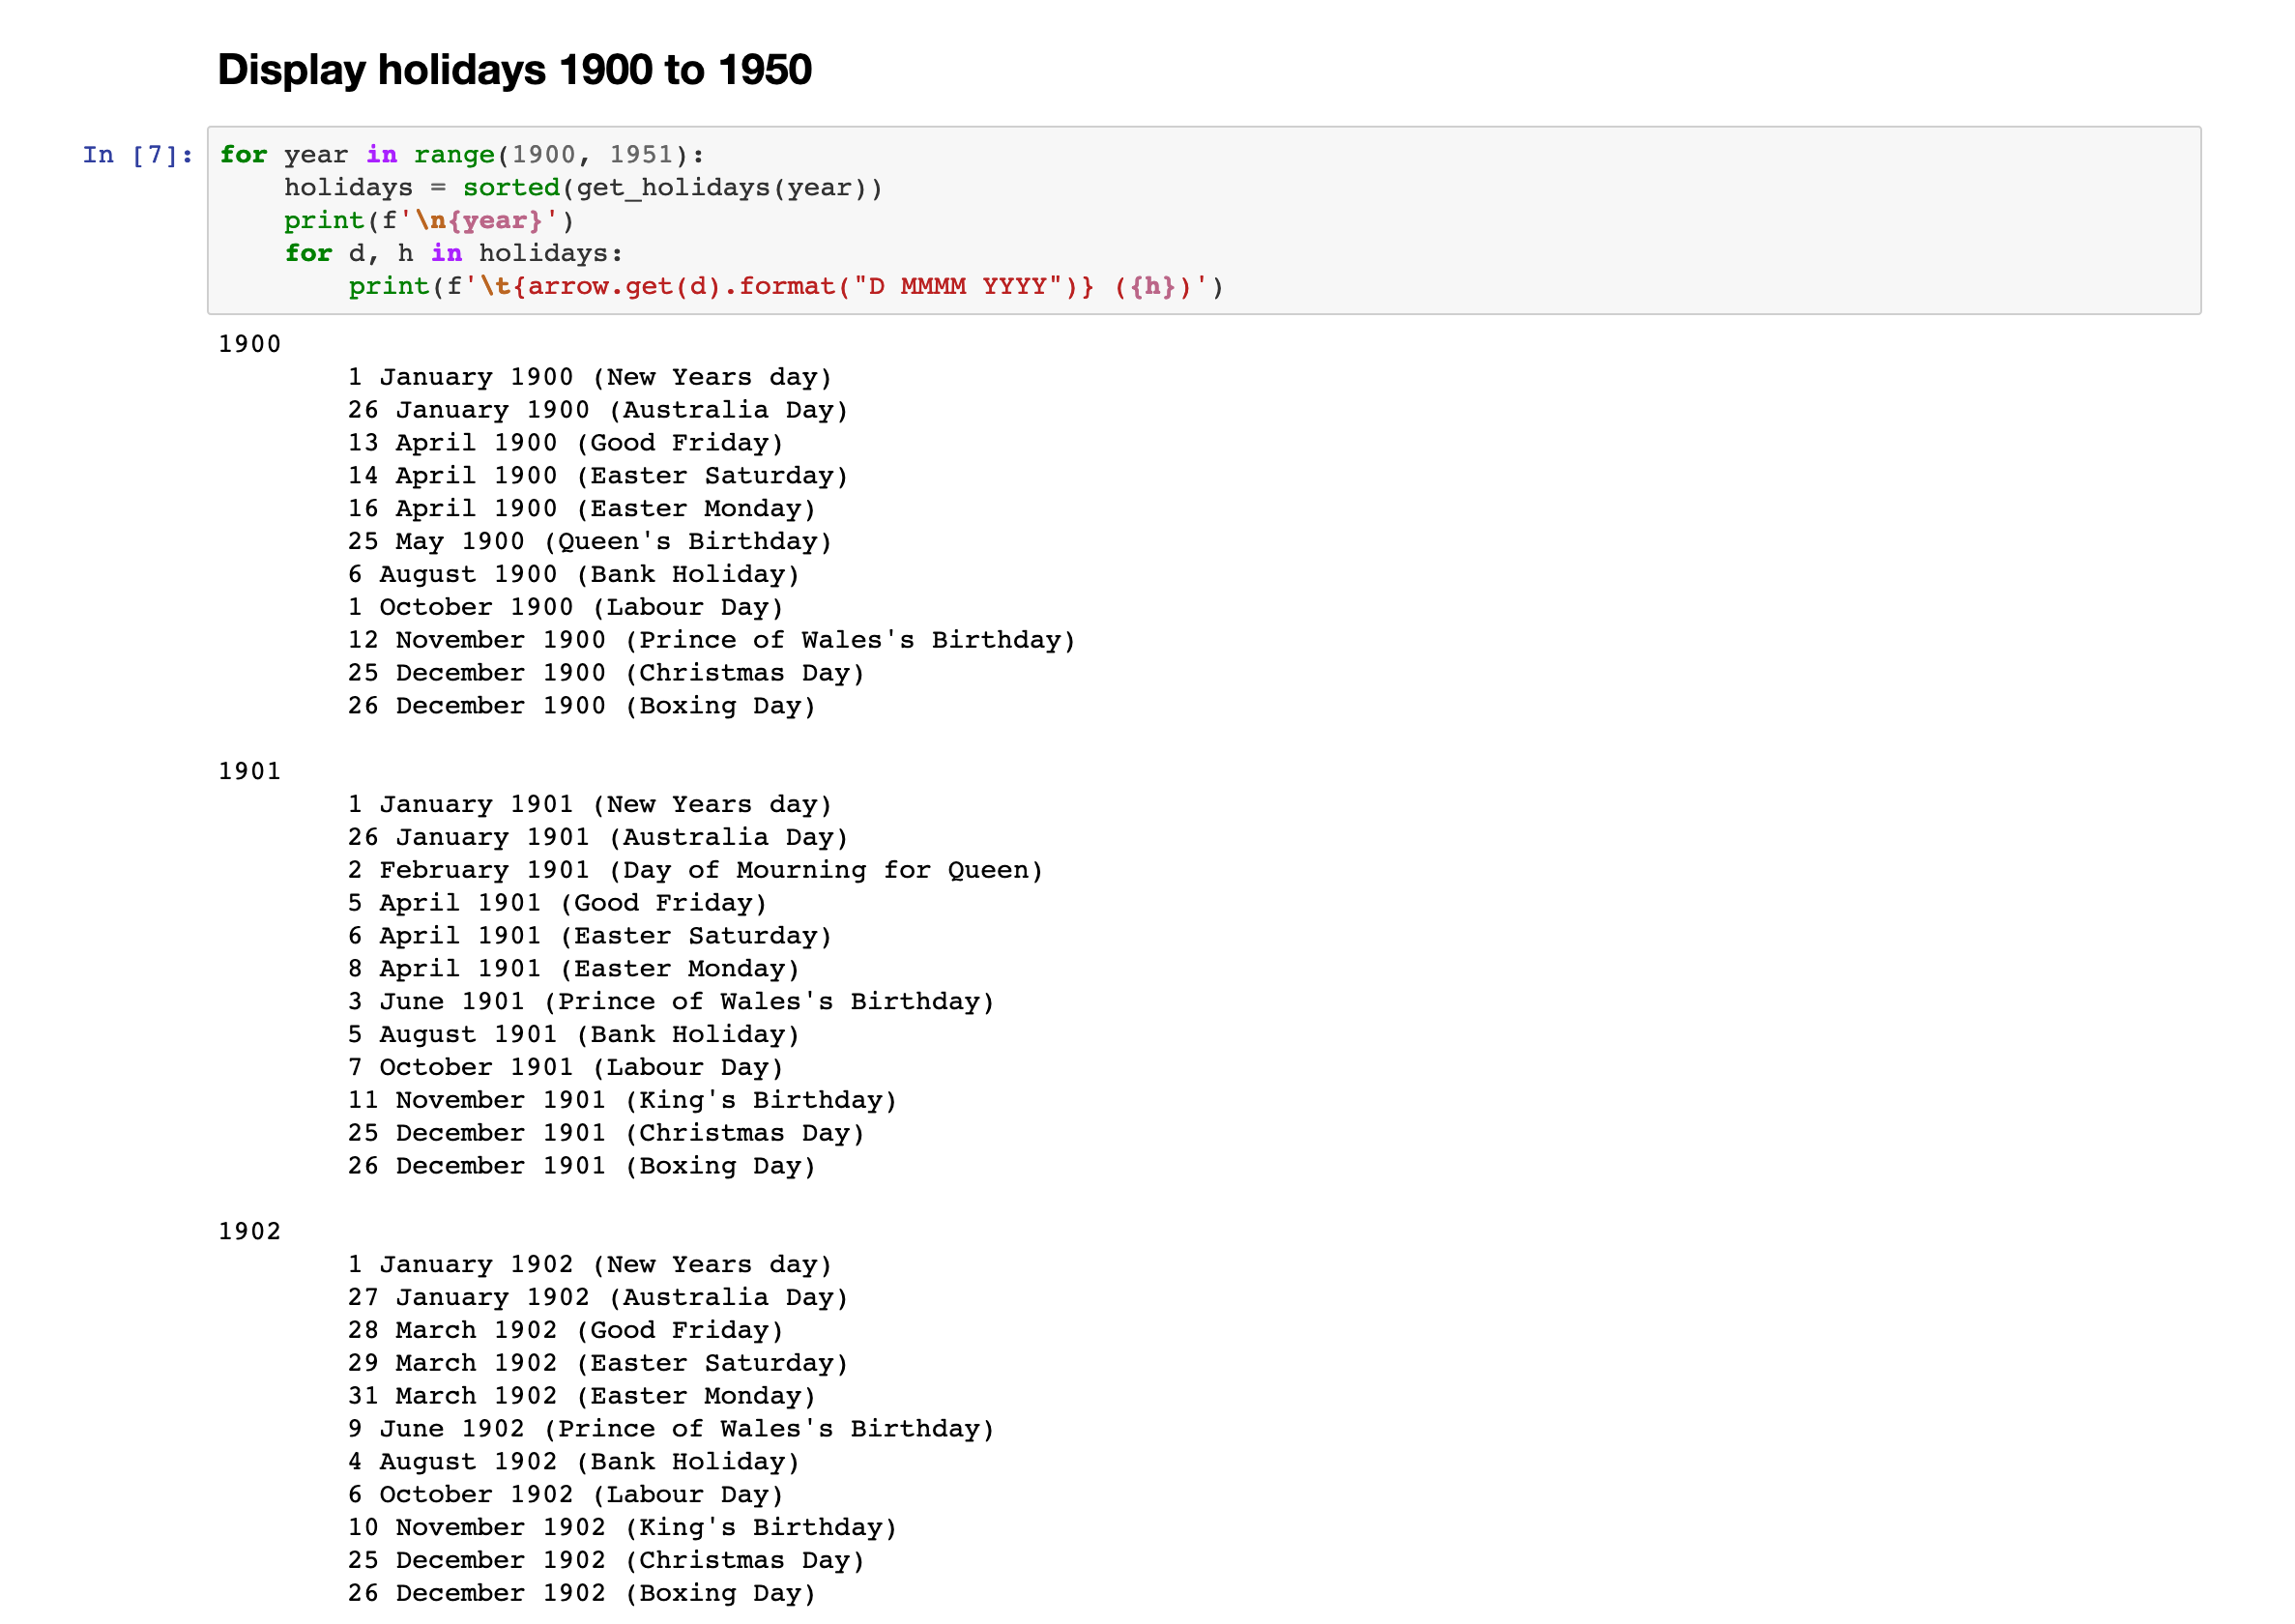 Display holidays 1900 to 1950
In [7]:
for year in range(1900, 1951):
    holidays = sorted(get_holidays(year))
    print(f'\n{year}')
    for d, h in holidays:
        print(f'\t{arrow.get(d).format("D MMMM YYYY")} ({h})')
1900
        1 January 1900 (New Years day)
        26 January 1900 (Australia Day)
        13 April 1900 (Good Friday)
        14 April 1900 (Easter Saturday)
        16 April 1900 (Easter Monday)
        25 May 1900 (Queen's Birthday)
        6 August 1900 (Bank Holiday)
        1 October 1900 (Labour Day)
        12 November 1900 (Prince of Wales's Birthday)
        25 December 1900 (Christmas Day)
        26 December 1900 (Boxing Day)
1901
        1 January 1901 (New Years day)
        26 January 1901 (Australia Day)
        2 February 1901 (Day of Mourning for Queen)
        5 April 1901 (Good Friday)
        6 April 1901 (Easter Saturday)
        8 April 1901 (Easter Monday)
        3 June 1901 (Prince of Wales's Birthday)
        5 August 1901 (Bank Holiday)
        7 October 1901 (Labour Day)
        11 November 1901 (King's Birthday)
        25 December 1901 (Christmas Day)
        26 December 1901 (Boxing Day)
1902
        1 January 1902 (New Years day)
        27 January 1902 (Australia Day)
        28 March 1902 (Good Friday)
        29 March 1902 (Easter Saturday)
        31 March 1902 (Easter Monday)
        9 June 1902 (Prince of Wales's Birthday)
        4 August 1902 (Bank Holiday)
        6 October 1902 (Labour Day)
        10 November 1902 (King's Birthday)
        25 December 1902 (Christmas Day)
        26 December 1902 (Boxing Day)